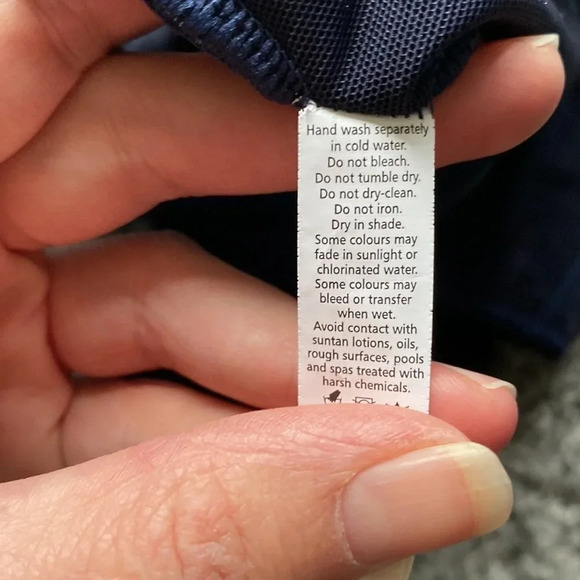 Hand wash separately
in cold water.
Do not bleach.
Do not tumble dry.
Do not dry-clean.
Do not iron.
Dry in shade.
Some colours may
fade in sunlight or
chlorinated water.
Some colours may
bleed or transfer
when wet.
Avoid contact with
suntan lotions, oils,
rough surfaces, pools
and spas treated with
harsh chemicals.